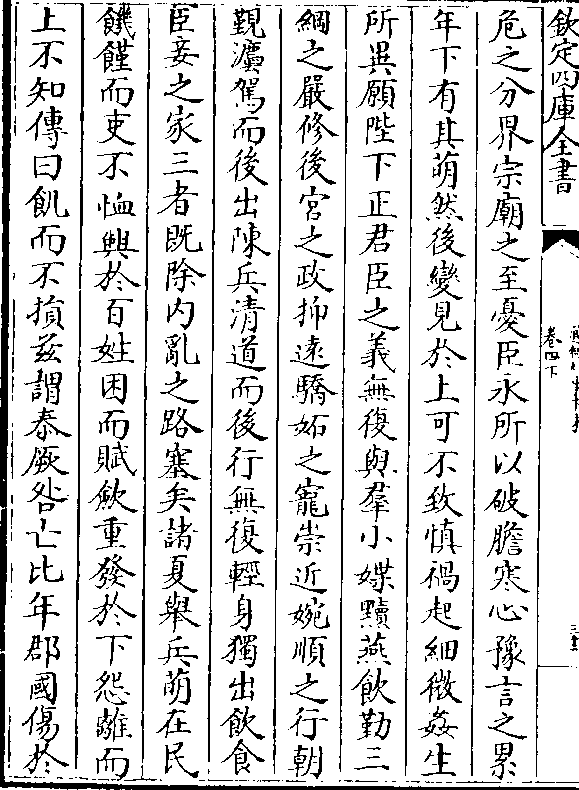 欽定四庫全書
卷四下
危之分界宗廟之至憂臣永所以破膽寒心豫言之累
年下有其萌然後變見於上可不致慎禍起細微姦生
所異願陛下正君臣之義無復與羣小媟黷燕飲勤三
綱之嚴修後宮之政抑遠驕妬之寵崇近婉順之行朝
覲灋駕而後出陳兵清道而後行無復輕身獨出飲食
臣妾之家三者既除内亂之路塞矣諸夏舉兵萌在民
饑饉而吏不恤興於百姓困而賦斂重發於下怨離而
上不知傳曰飢而不損兹謂泰厥咎亡比年郡國傷於